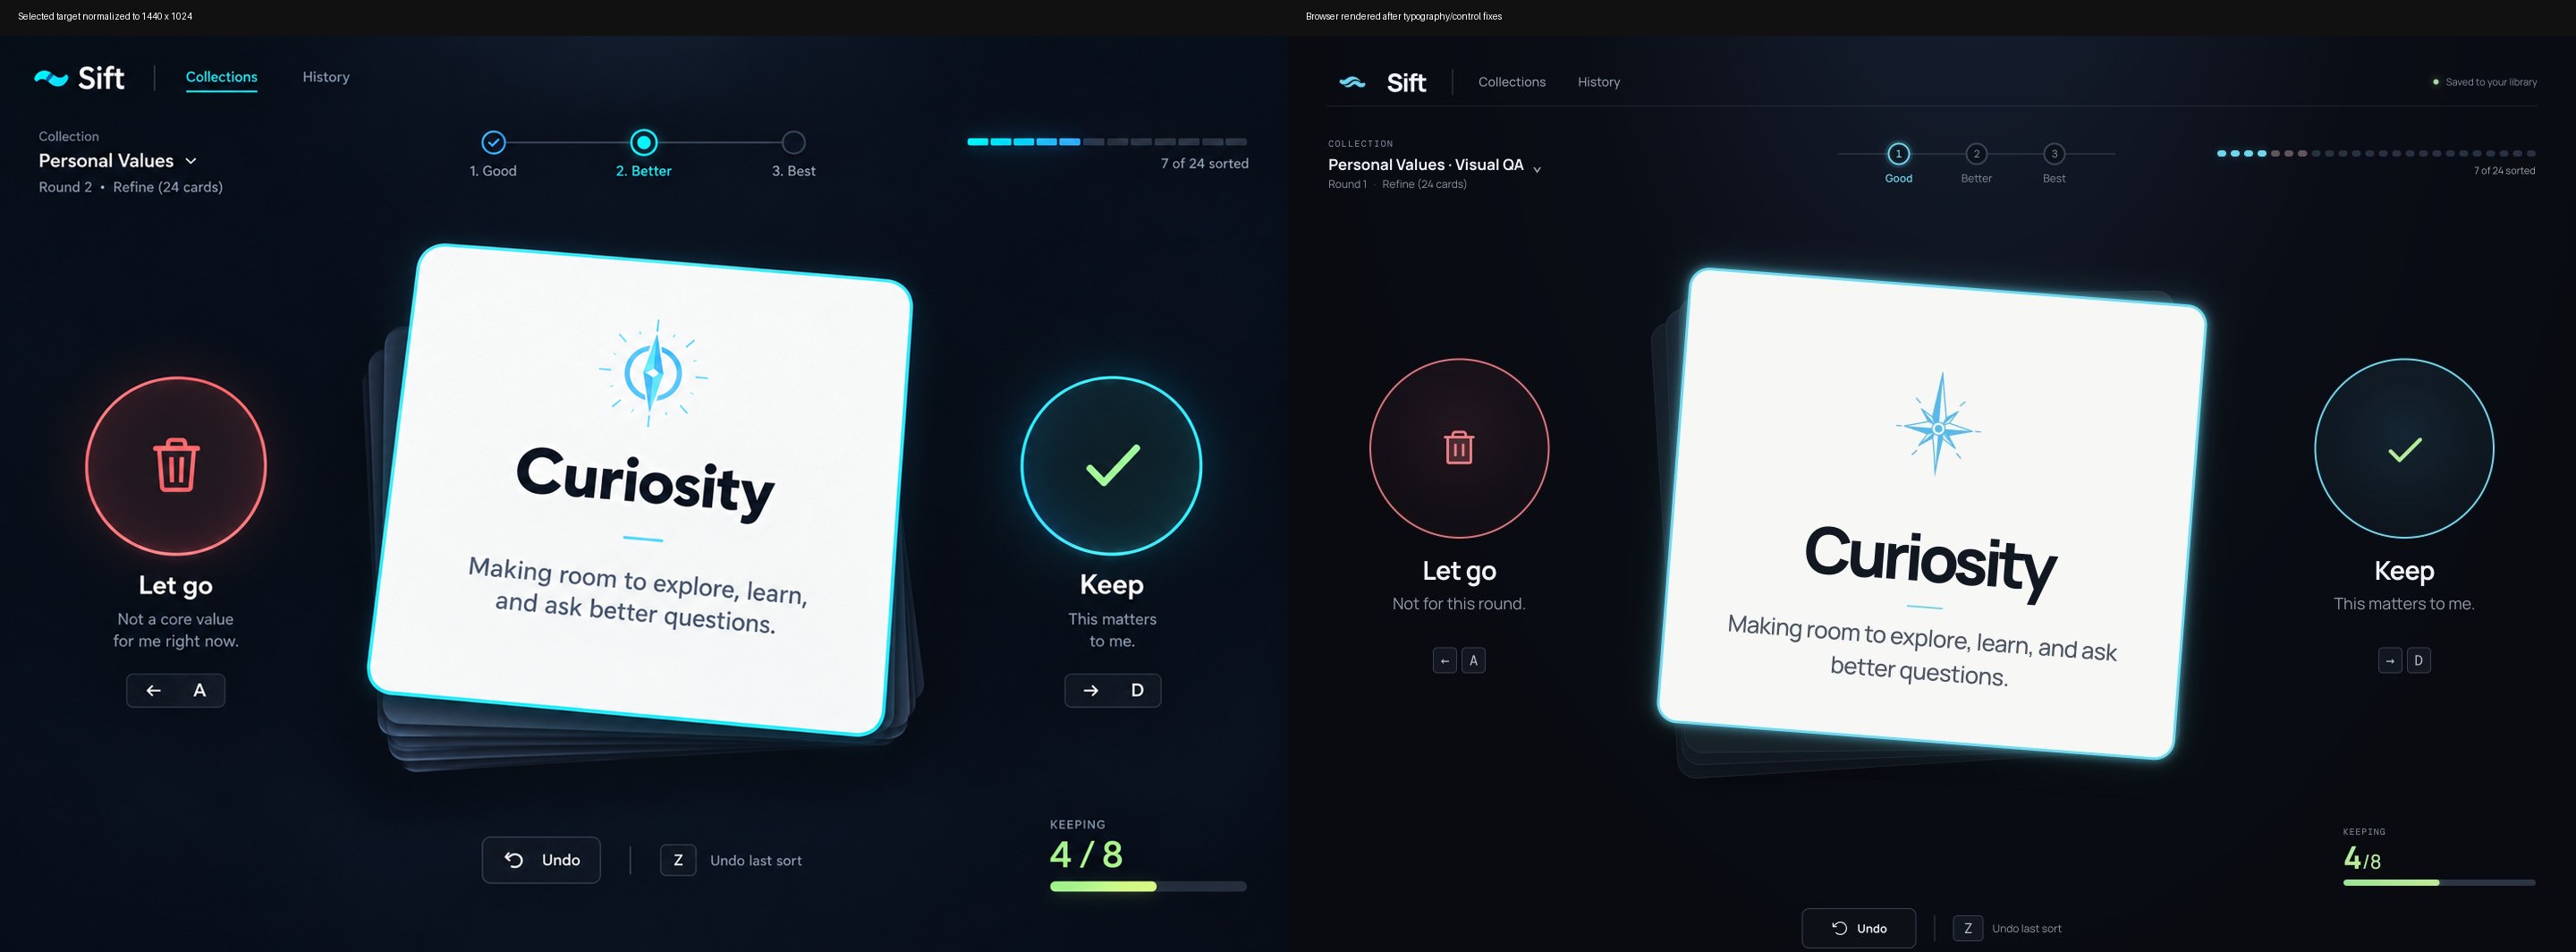 Selected target normalized to 1440 x 1024
Sift
Collections
History
Collection
Personal Values
Round 2 • Refine (24 cards)
1. Good
2. Better
3. Best
7 of 24 sorted
Let go
Not a core value
for me right now.
← A
Curiosity
Making room to explore, learn,
and ask better questions.
Keep
This matters
to me.
→ D
Undo
Z
Undo last sort
KEEPING
4 / 8
Browser rendered after typography/control fixes
Sift
Collections
History
Saved to your library
COLLECTION
Personal Values · Visual QA
Round 1 · Refine (24 cards)
1
2
3
Good
Better
Best
7 of 24 sorted
Let go
Not for this round.
← A
Curiosity
Making room to explore, learn, and ask
better questions.
Keep
This matters to me.
→ D
KEEPING
4/8
Undo
Z
Undo last sort